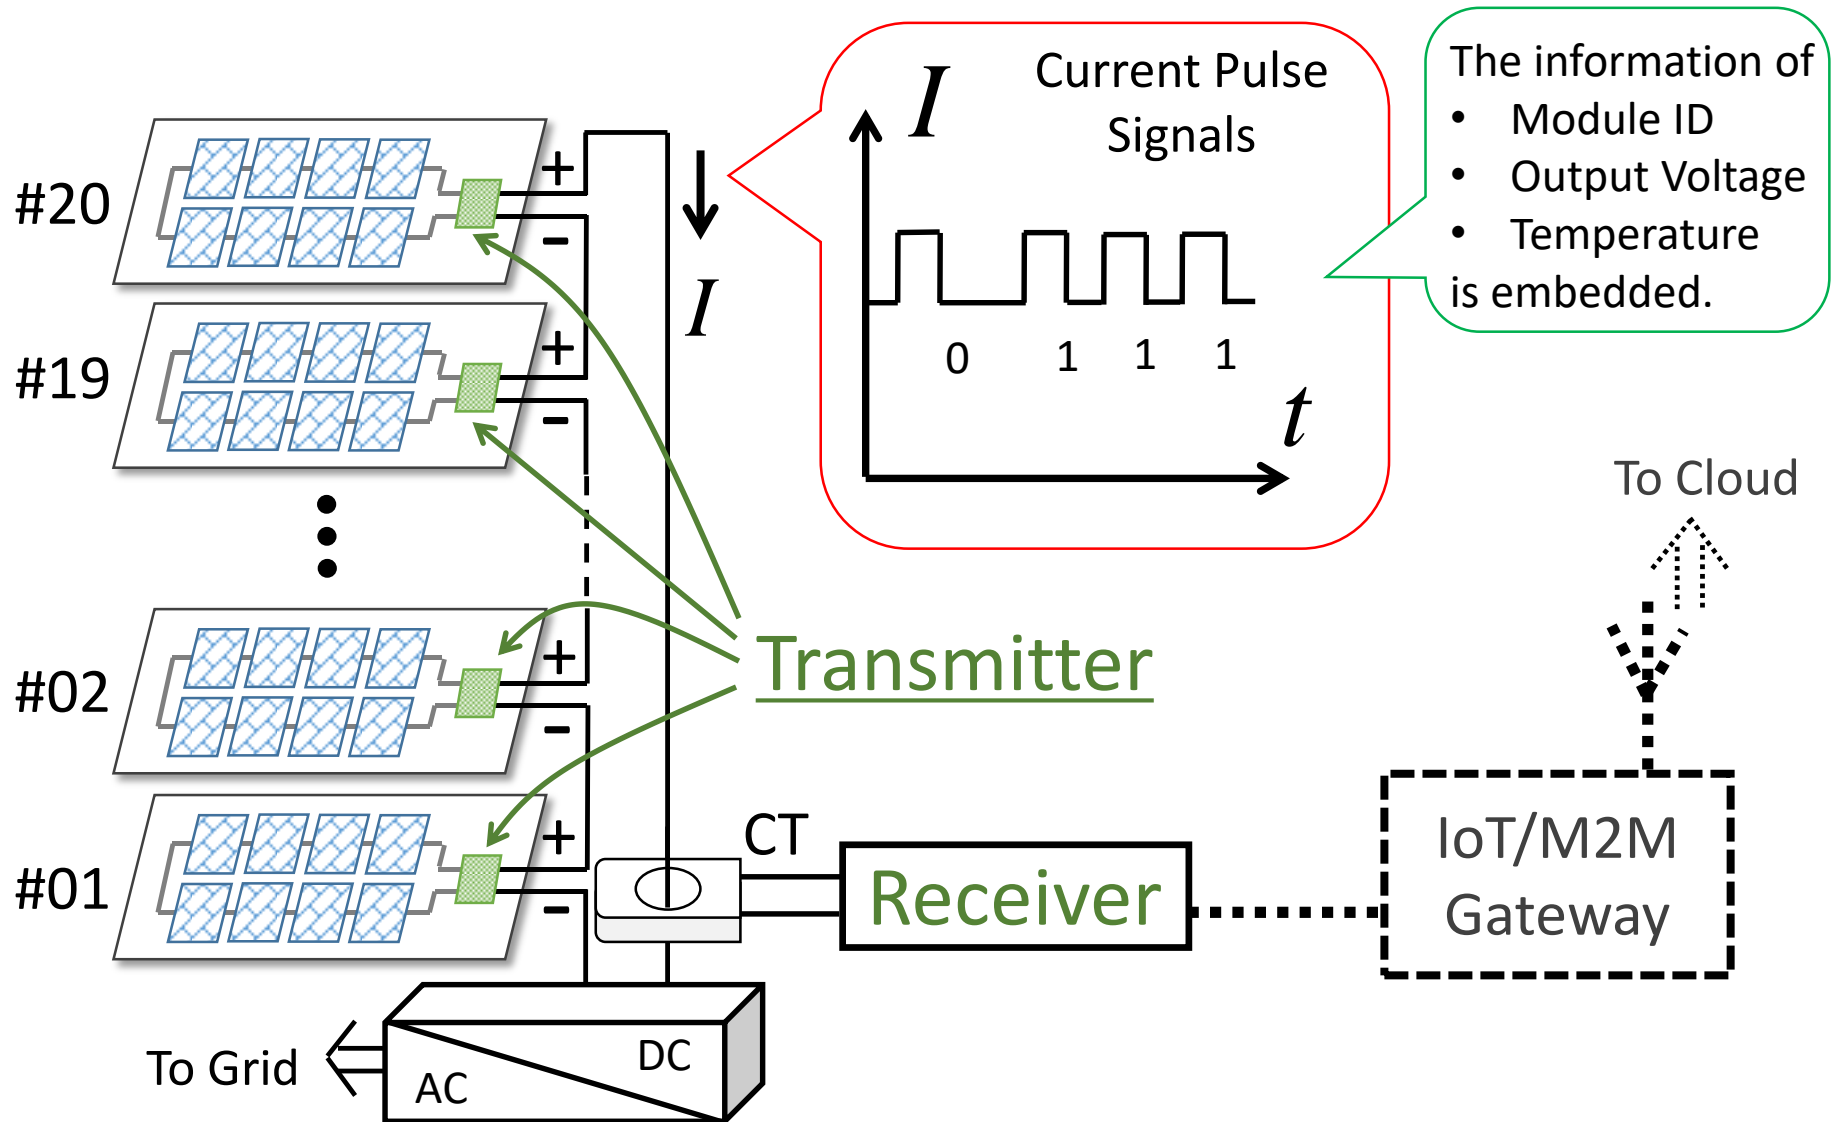 #20
+
−
#19
+
−
#02
+
−
#01
+
−
I
I
Current Pulse
Signals
0 1 1 1
t
The information of
• Module ID
• Output Voltage
• Temperature
is embedded.
Transmitter
CT
Receiver
IoT/M2M
Gateway
To Cloud
To Grid
AC
DC